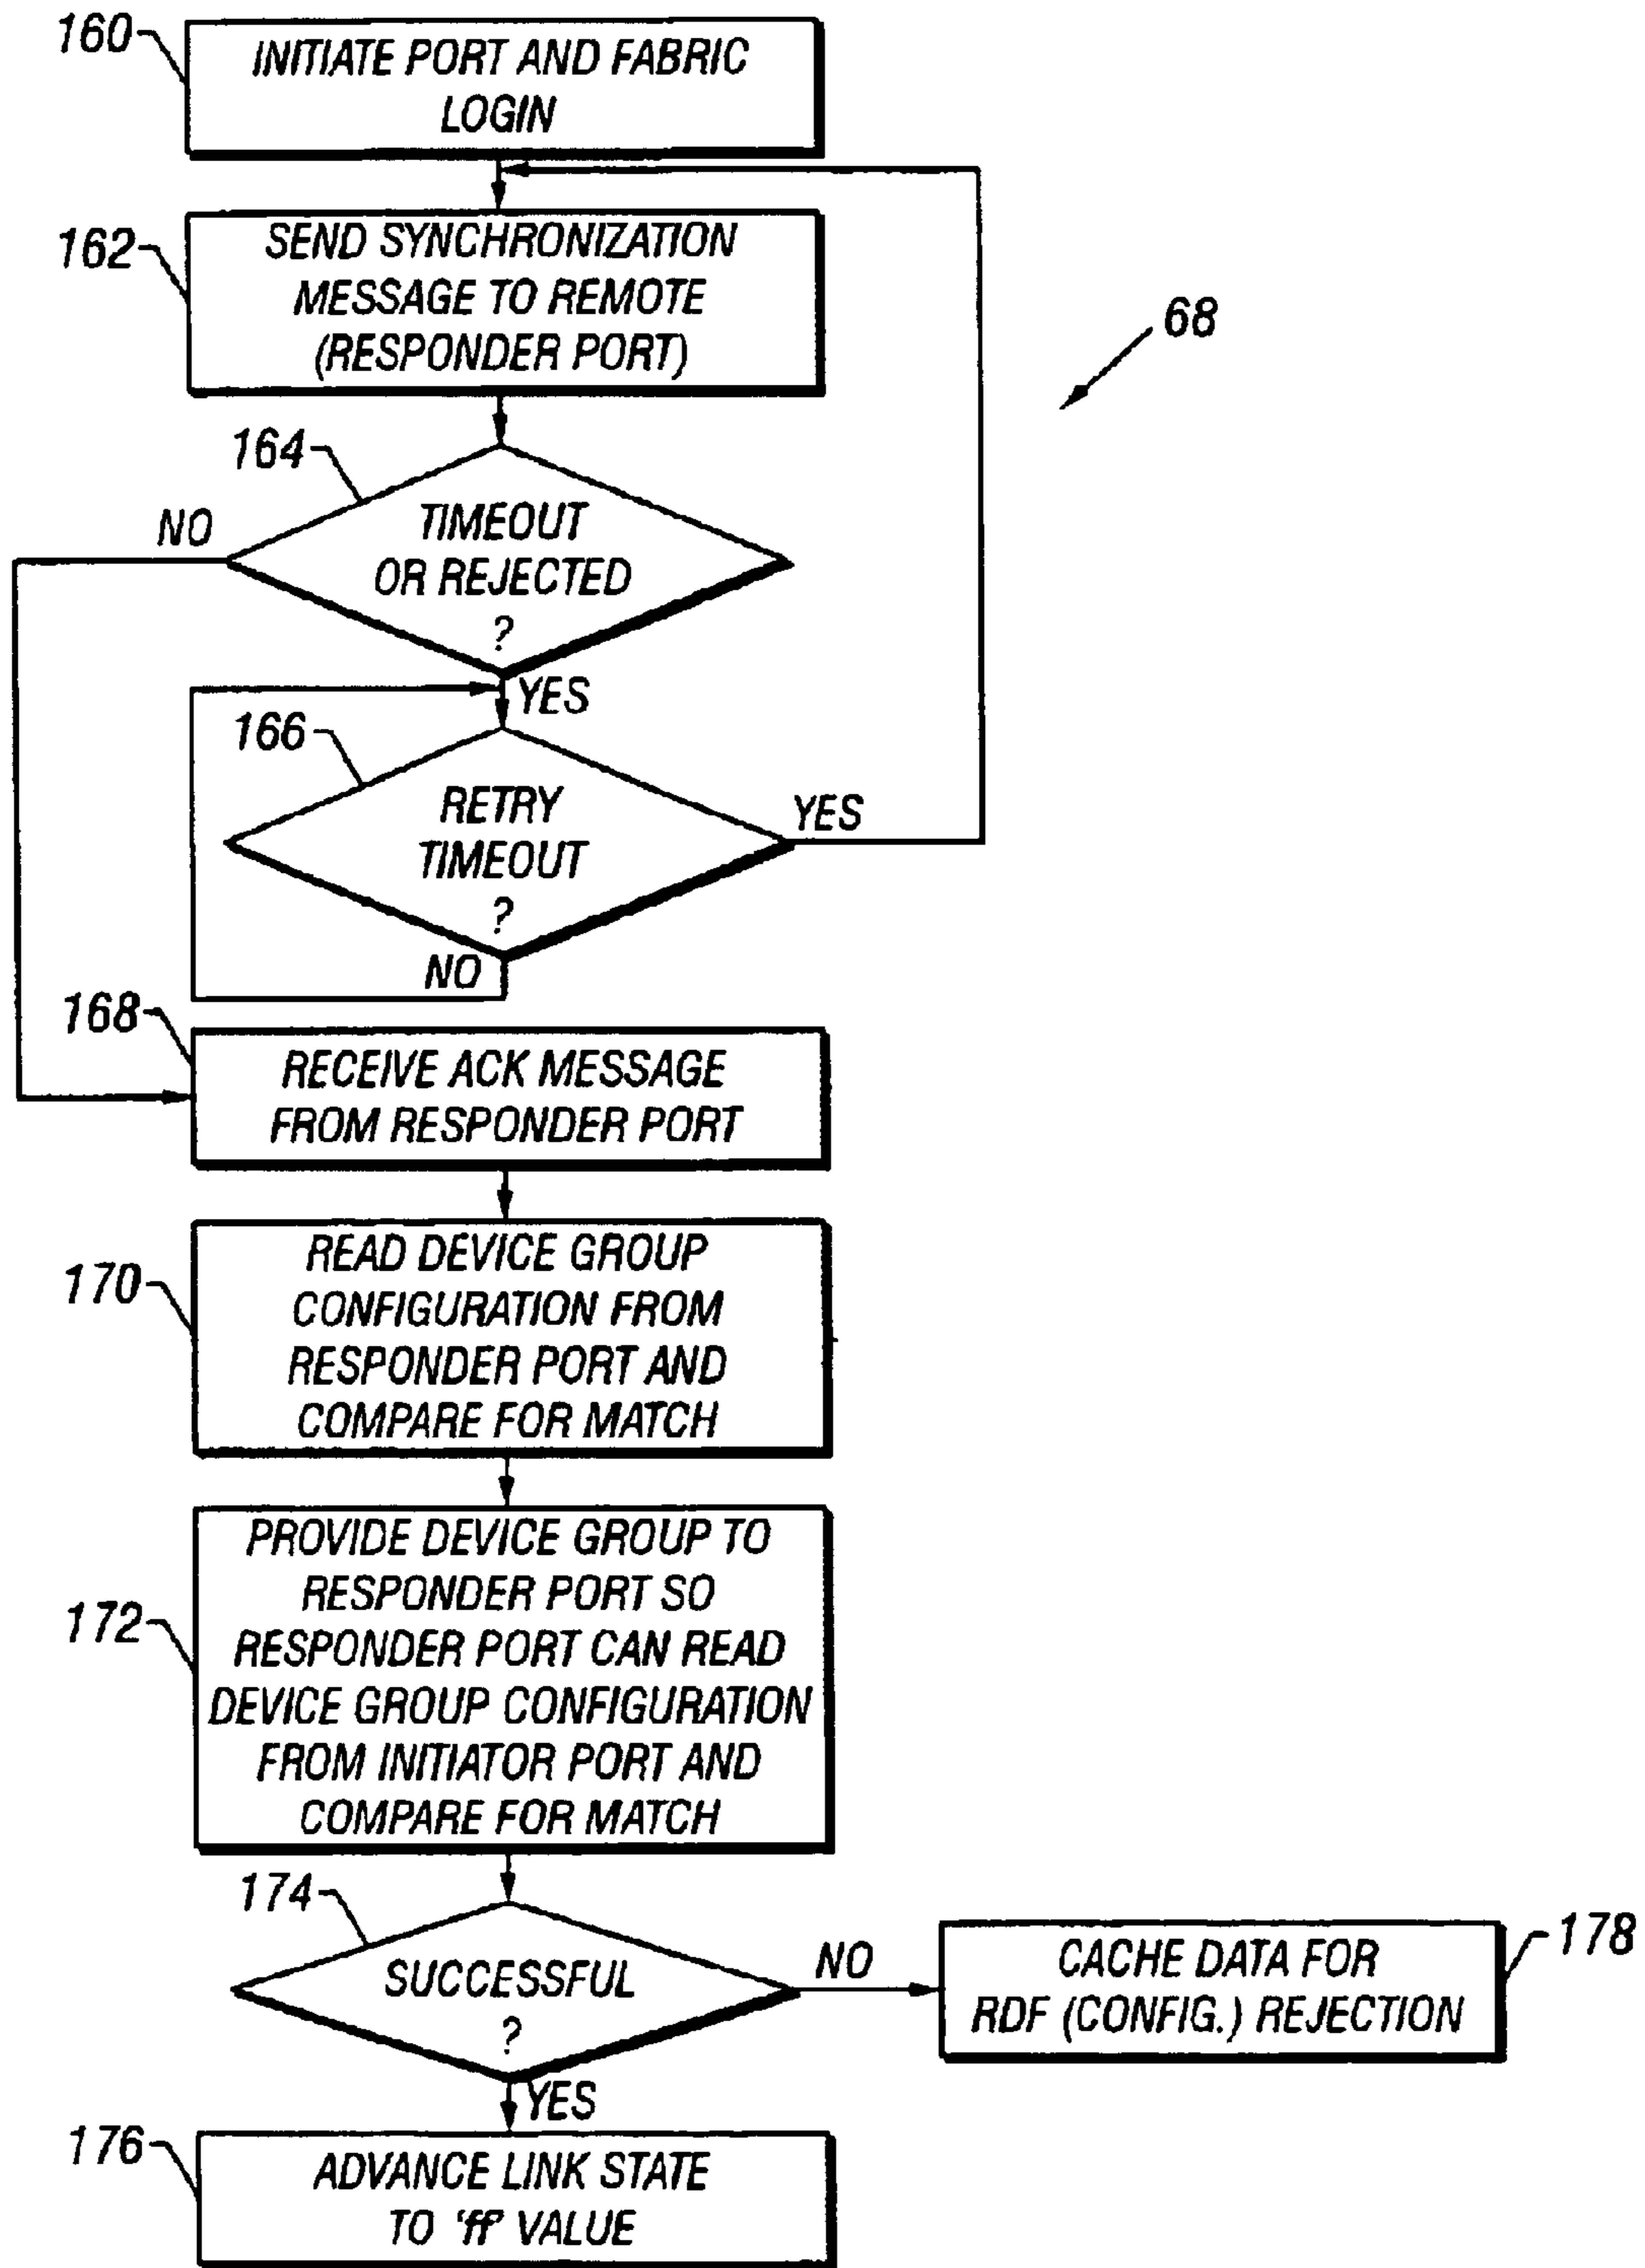 160
INITIATE PORT AND FABRIC
LOGIN
162
SEND SYNCHRONIZATION
MESSAGE TO REMOTE
(RESPONDER PORT)
68
164
NO
TIMEOUT
OR REJECTED
?
YES
166
RETRY
TIMEOUT
?
YES
NO
168
RECEIVE ACK MESSAGE
FROM RESPONDER PORT
170
READ DEVICE GROUP
CONFIGURATION FROM
RESPONDER PORT AND
COMPARE FOR MATCH
172
PROVIDE DEVICE GROUP TO
RESPONDER PORT SO
RESPONDER PORT CAN READ
DEVICE GROUP CONFIGURATION
FROM INITIATOR PORT AND
COMPARE FOR MATCH
174
SUCCESSFUL
?
NO
CACHE DATA FOR
RDF (CONFIG.) REJECTION
178
YES
176
ADVANCE LINK STATE
TO 'ff' VALUE